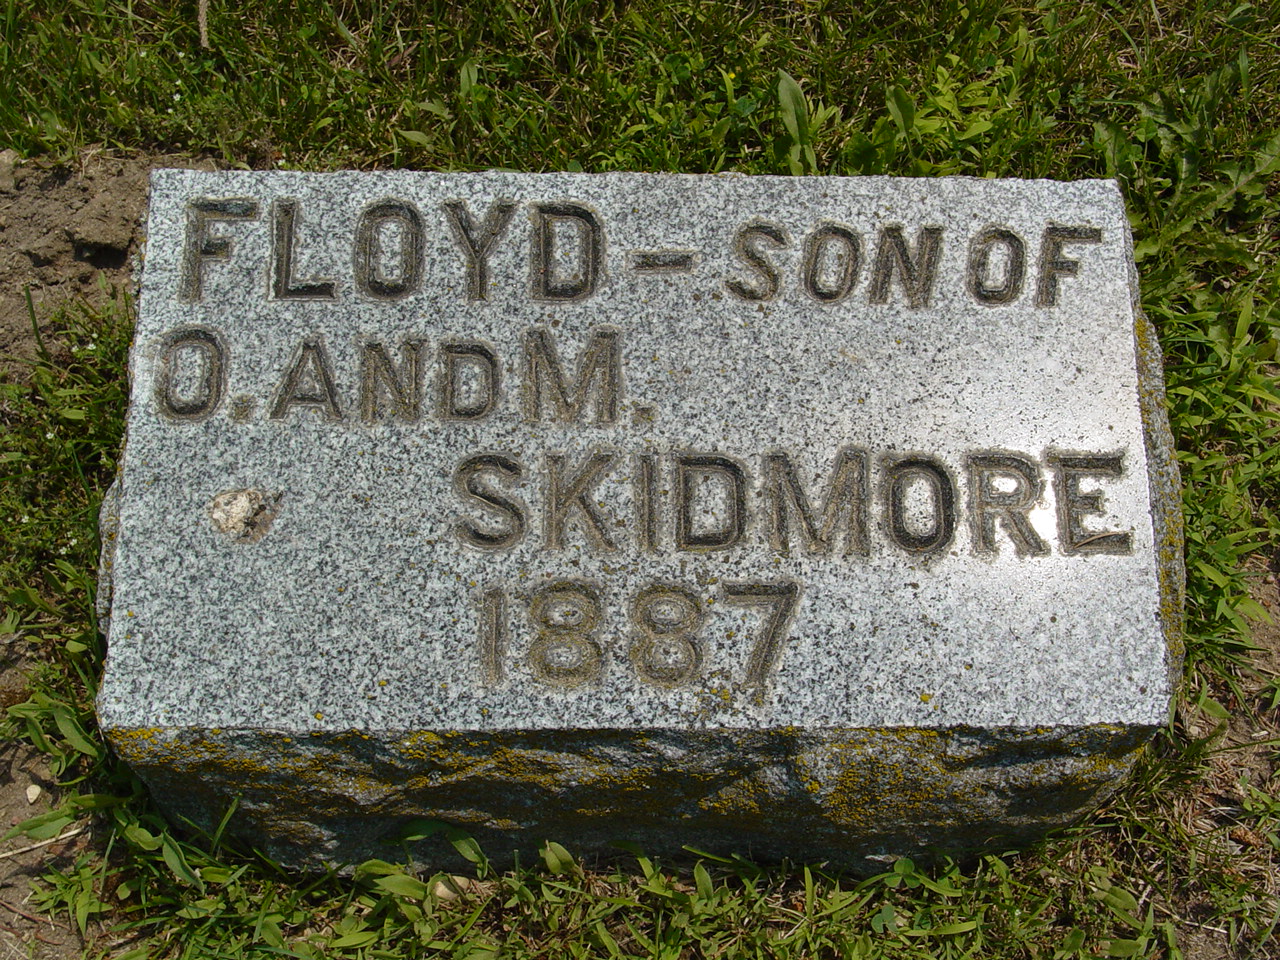 FLOYD – SON OF
O. AND M.
SKIDMORE
1887